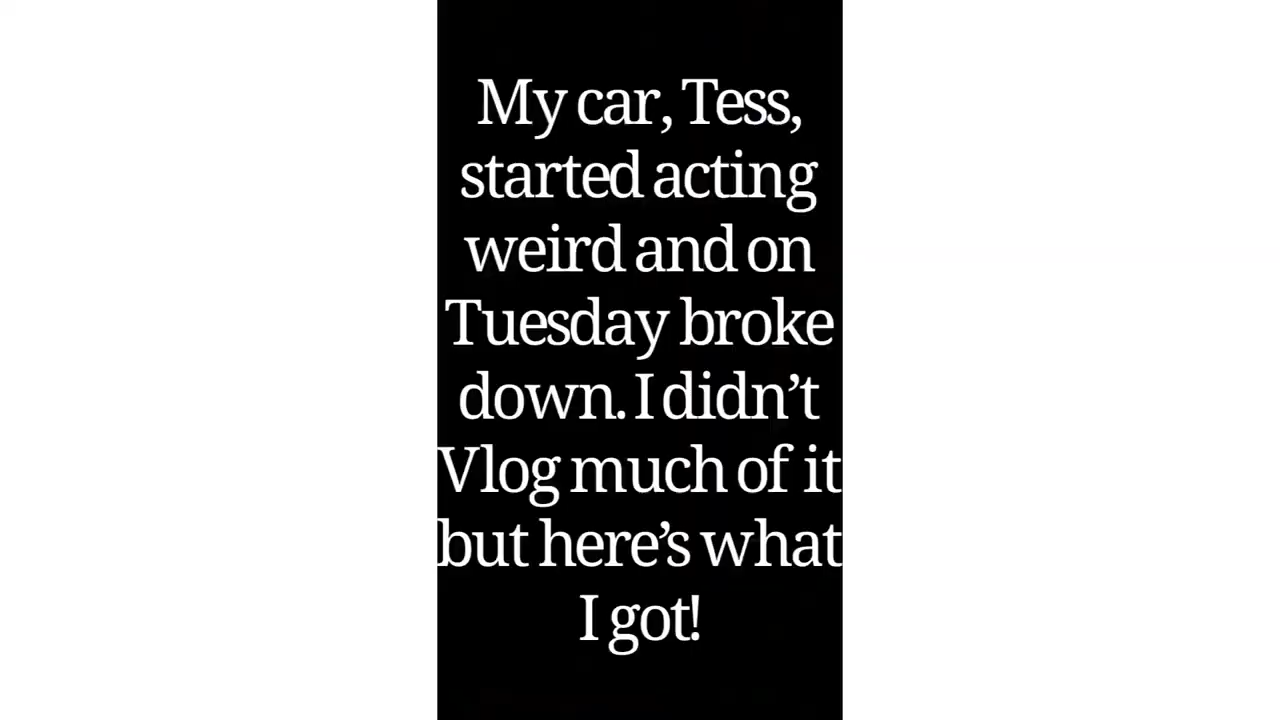 My car, Tess,
started acting
weird and on
Tuesday broke
down. I didn’t
Vlog much of it
but here’s what
I got!